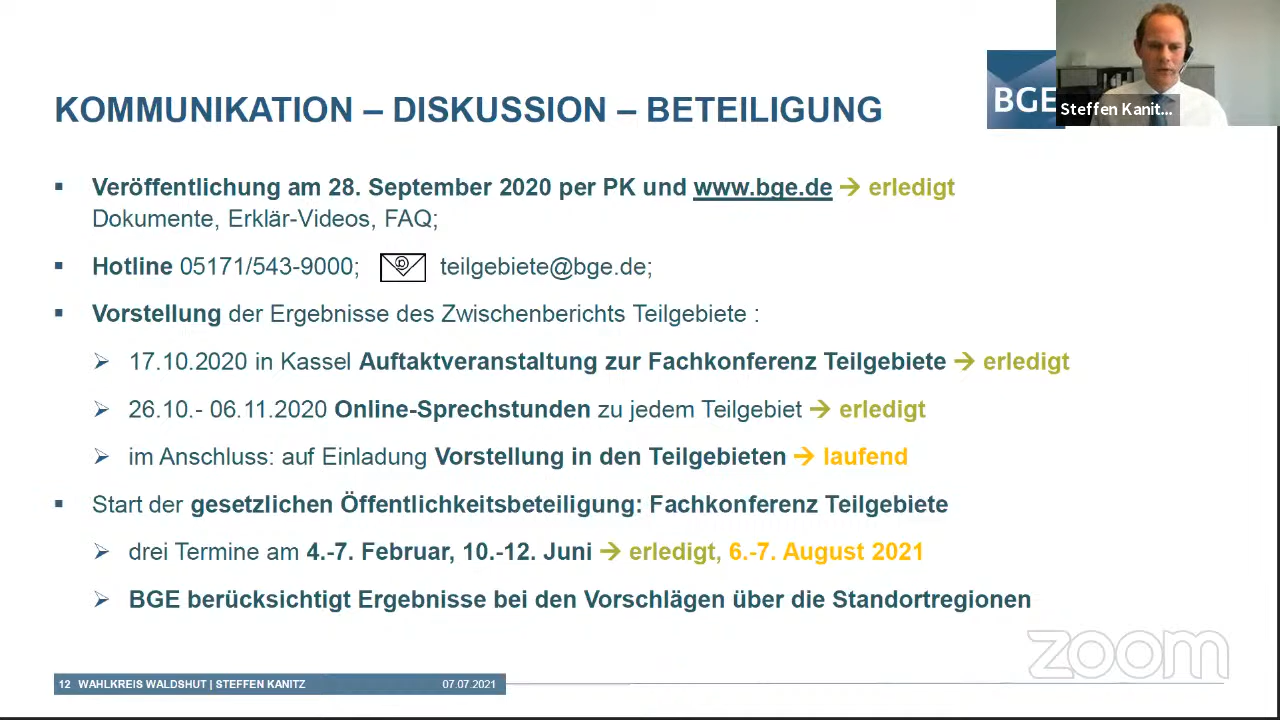 KOMMUNIKATION – DISKUSSION – BETEILIGUNG
BGE
Steffen Kanit...
▪ Veröffentlichung am 28. September 2020 per PK und www.bge.de → erledigt
Dokumente, Erklär-Videos, FAQ;
▪ Hotline 05171/543-9000; teilgebiete@bge.de;
▪ Vorstellung der Ergebnisse des Zwischenberichts Teilgebiete :
➢ 17.10.2020 in Kassel Auftaktveranstaltung zur Fachkonferenz Teilgebiete → erledigt
➢ 26.10.- 06.11.2020 Online-Sprechstunden zu jedem Teilgebiet → erledigt
➢ im Anschluss: auf Einladung Vorstellung in den Teilgebieten → laufend
▪ Start der gesetzlichen Öffentlichkeitsbeteiligung: Fachkonferenz Teilgebiete
➢ drei Termine am 4.-7. Februar, 10.-12. Juni → erledigt, 6.-7. August 2021
➢ BGE berücksichtigt Ergebnisse bei den Vorschlägen über die Standortregionen
zoom
12 WAHLKREIS WALDSHUT | STEFFEN KANITZ 07.07.2021